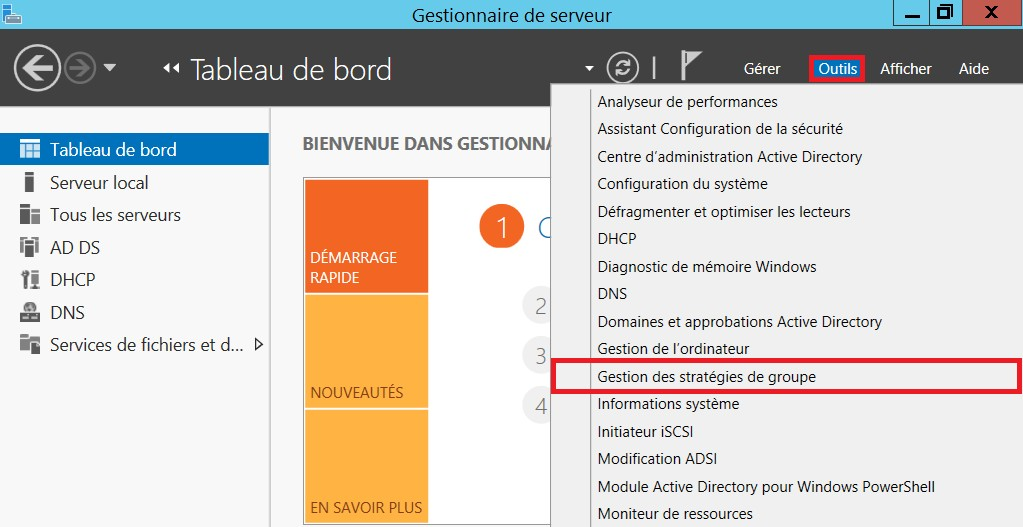 Gestionnaire de serveur
Tableau de bord
Gérer
Outils
Afficher
Aide
Tableau de bord
Serveur local
Tous les serveurs
AD DS
DHCP
DNS
Services de fichiers et d...
BIENVENUE DANS
DÉMARRAGE
RAPIDE
NOUVEAUTÉS
EN SAVOIR PLUS
1
2
3
4
Analyseur de performances
Assistant Configuration de la sécurité
Centre d'administration Active Directory
Configuration du système
Défragmenter et optimiser les lecteurs
DHCP
Diagnostic de mémoire Windows
DNS
Domaines et approbations Active Directory
Gestion de l'ordinateur
Gestion des stratégies de groupe
Informations système
Initiateur iSCSI
Modification ADSI
Module Active Directory pour Windows PowerShell
Moniteur de ressources